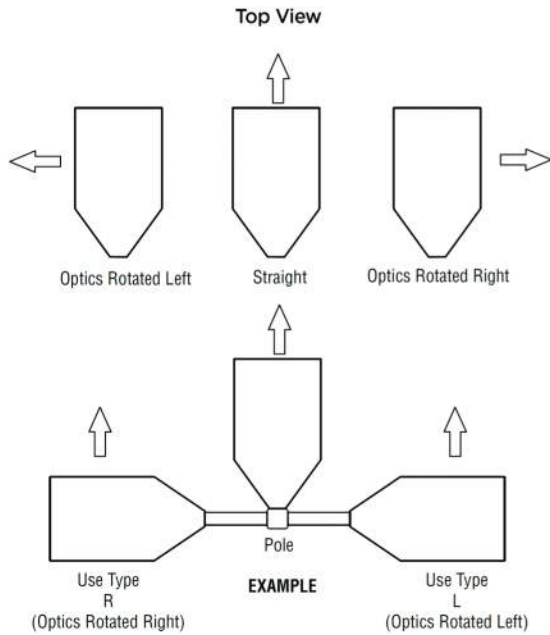 Top View
Optics Rotated Left
Straight
Optics Rotated Right
Pole
Use Type
R
(Optics Rotated Right)
EXAMPLE
Use Type
L
(Optics Rotated Left)